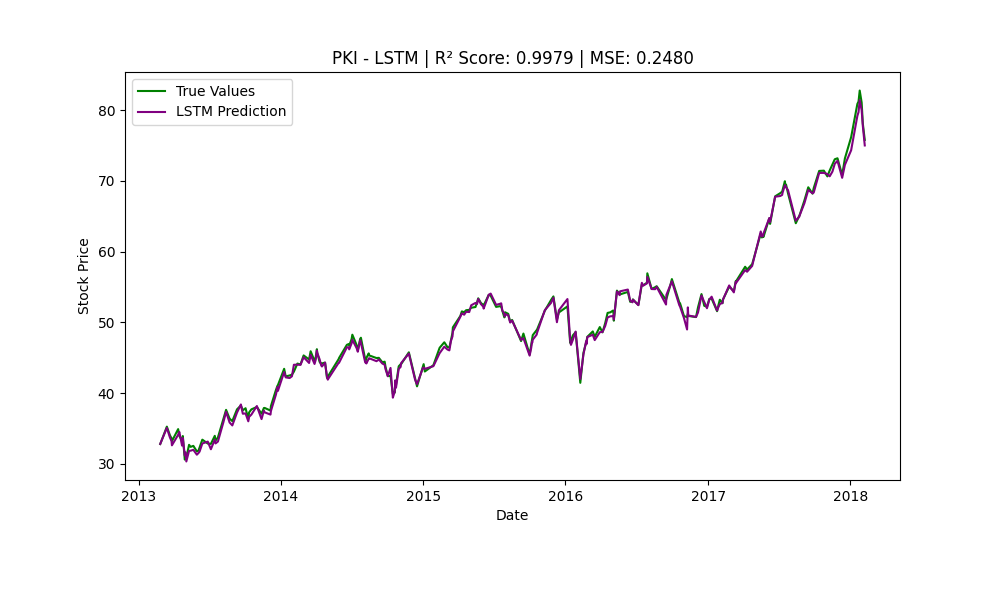 PKI - LSTM | R² Score: 0.9979 | MSE: 0.2480
True Values
LSTM Prediction
80
70
60
50
40
30
Stock Price
2013 2014 2015 2016 2017 2018
Date